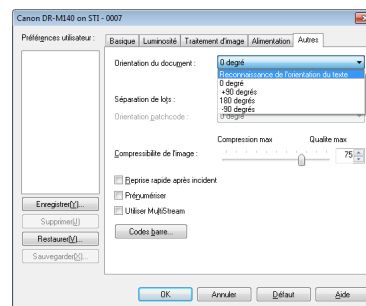 Canon DR-M140 on STI - 0007
Préférences utilisateur :
Basique Luminosité Traitement d'image Alimentation Autres
Orientation du document : 0 degré
Reconnaissance de l'orientation du texte
0 degré
+90 degrés
180 degrés
-90 degrés
Séparation de lots :
Orientation patchcode : 0 degré
Compression max Qualite max
Compressibilite de l'image : 75
Reprise rapide après incident
Prénumériser
Utiliser MultiStream
Codes barre...
Enregistrer(Y)...
Supprimer(J)
Restaurer(V)...
Sauvegarder(X)...
OK Annuler Défaut Aide